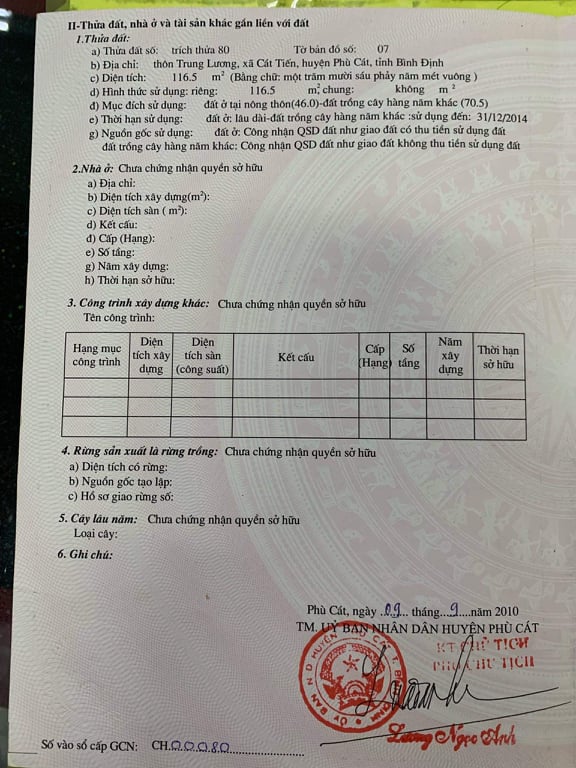 II-Thửa đất, nhà ở và tài sản khác gắn liền với đất
1.Thửa đất:
a) Thửa đất số: trích thửa 80 Tờ bản đồ số: 07
b) Địa chỉ: thôn Trung Lương, xã Cát Tiến, huyện Phù Cát, tỉnh Bình Định
c) Diện tích: 116.5 m² (Bằng chữ: một trăm mười sáu phảy năm mét vuông )
d) Hình thức sử dụng: riêng: 116.5 m², chung: không m ²
đ) Mục đích sử dụng: đất ở tại nông thôn(46.0)-đất trồng cây hàng năm khác (70.5)
e) Thời hạn sử dụng: đất ở: lâu dài-đất trồng cây hàng năm khác :sử dụng đến: 31/12/2014
g) Nguồn gốc sử dụng: đất ở: Công nhận QSD đất như giao đất có thu tiền sử dụng đất
đất trồng cây hàng năm khác: Công nhận QSD đất như giao đất không thu tiền sử dụng đất
2.Nhà ở: Chưa chứng nhận quyền sở hữu
a) Địa chỉ:
b) Diện tích xây dựng(m²):
c) Diện tích sàn ( m²):
d) Kết cấu:
đ) Cấp (Hạng):
e) Số tầng:
g) Năm xây dựng:
h) Thời hạn sở hữu:
3. Công trình xây dựng khác: Chưa chứng nhận quyền sở hữu
Tên công trình:
Hạng mục công trình
Diện tích xây dựng
Diện tích sàn (công suất)
Kết cấu
Cấp (Hạng)
Số tầng
Năm xây dựng
Thời hạn sở hữu
4. Rừng sản xuất là rừng trồng: Chưa chứng nhận quyền sở hữu
a) Diện tích có rừng:
b) Nguồn gốc tạo lập:
c) Hồ sơ giao rừng số:
5. Cây lâu năm: Chưa chứng nhận quyền sở hữu
Loại cây:
6. Ghi chú:
Phù Cát, ngày ..09... tháng...9....năm 2010
TM. UỶ BAN NHÂN DÂN HUYỆN PHÙ CÁT
KT CHỦ TỊCH
PHÓ CHỦ TỊCH
Lương Ngọc Anh
Số vào sổ cấp GCN: CH.00080